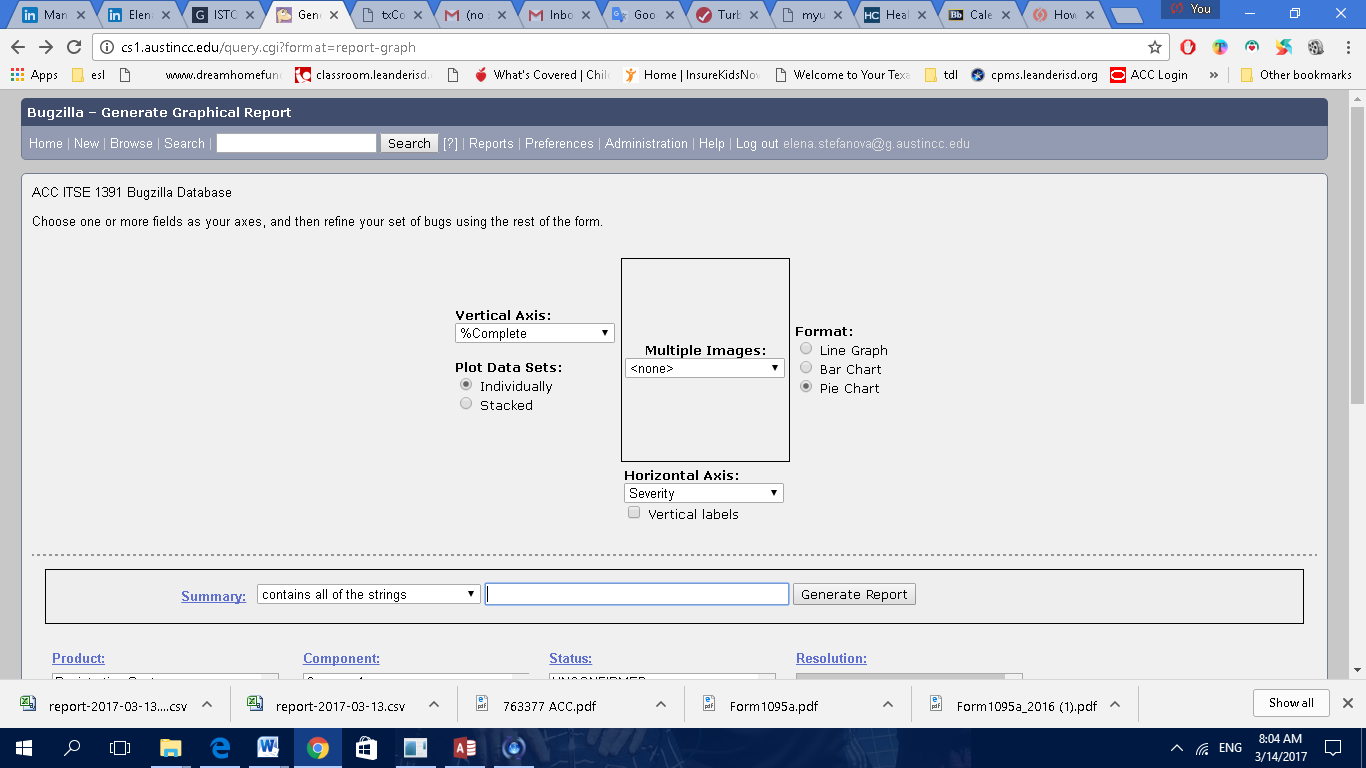 Man
Elen
ISTC
Gen
txCo
(no
Inbo
Goo
Turb
myu
Heal
Cale
Hov
You
cs1.austincc.edu/query.cgi?format=report-graph
Apps
esl
www.dreamhomefun
classroom.leanderisd.
What's Covered | Chil
Home | InsureKidsNo
Welcome to Your Texa
tdl
cpms.leanderisd.org
ACC Login
»
Other bookmarks
Bugzilla – Generate Graphical Report
Home | New | Browse | Search | Search [?] | Reports | Preferences | Administration | Help | Log out elena.stefanova@g.austincc.edu
ACC ITSE 1391 Bugzilla Database
Choose one or more fields as your axes, and then refine your set of bugs using the rest of the form.
Vertical Axis:
%Complete
Plot Data Sets:
Individually
Stacked
Multiple Images:
<none>
Format:
Line Graph
Bar Chart
Pie Chart
Horizontal Axis:
Severity
Vertical labels
Summary: contains all of the strings Generate Report
Product: Component: Status: Resolution:
UNCONFIRMED
report-2017-03-13....csv
report-2017-03-13.csv
763377 ACC.pdf
Form1095a.pdf
Form1095a_2016 (1).pdf
Show all
ENG
8:04 AM
3/14/2017